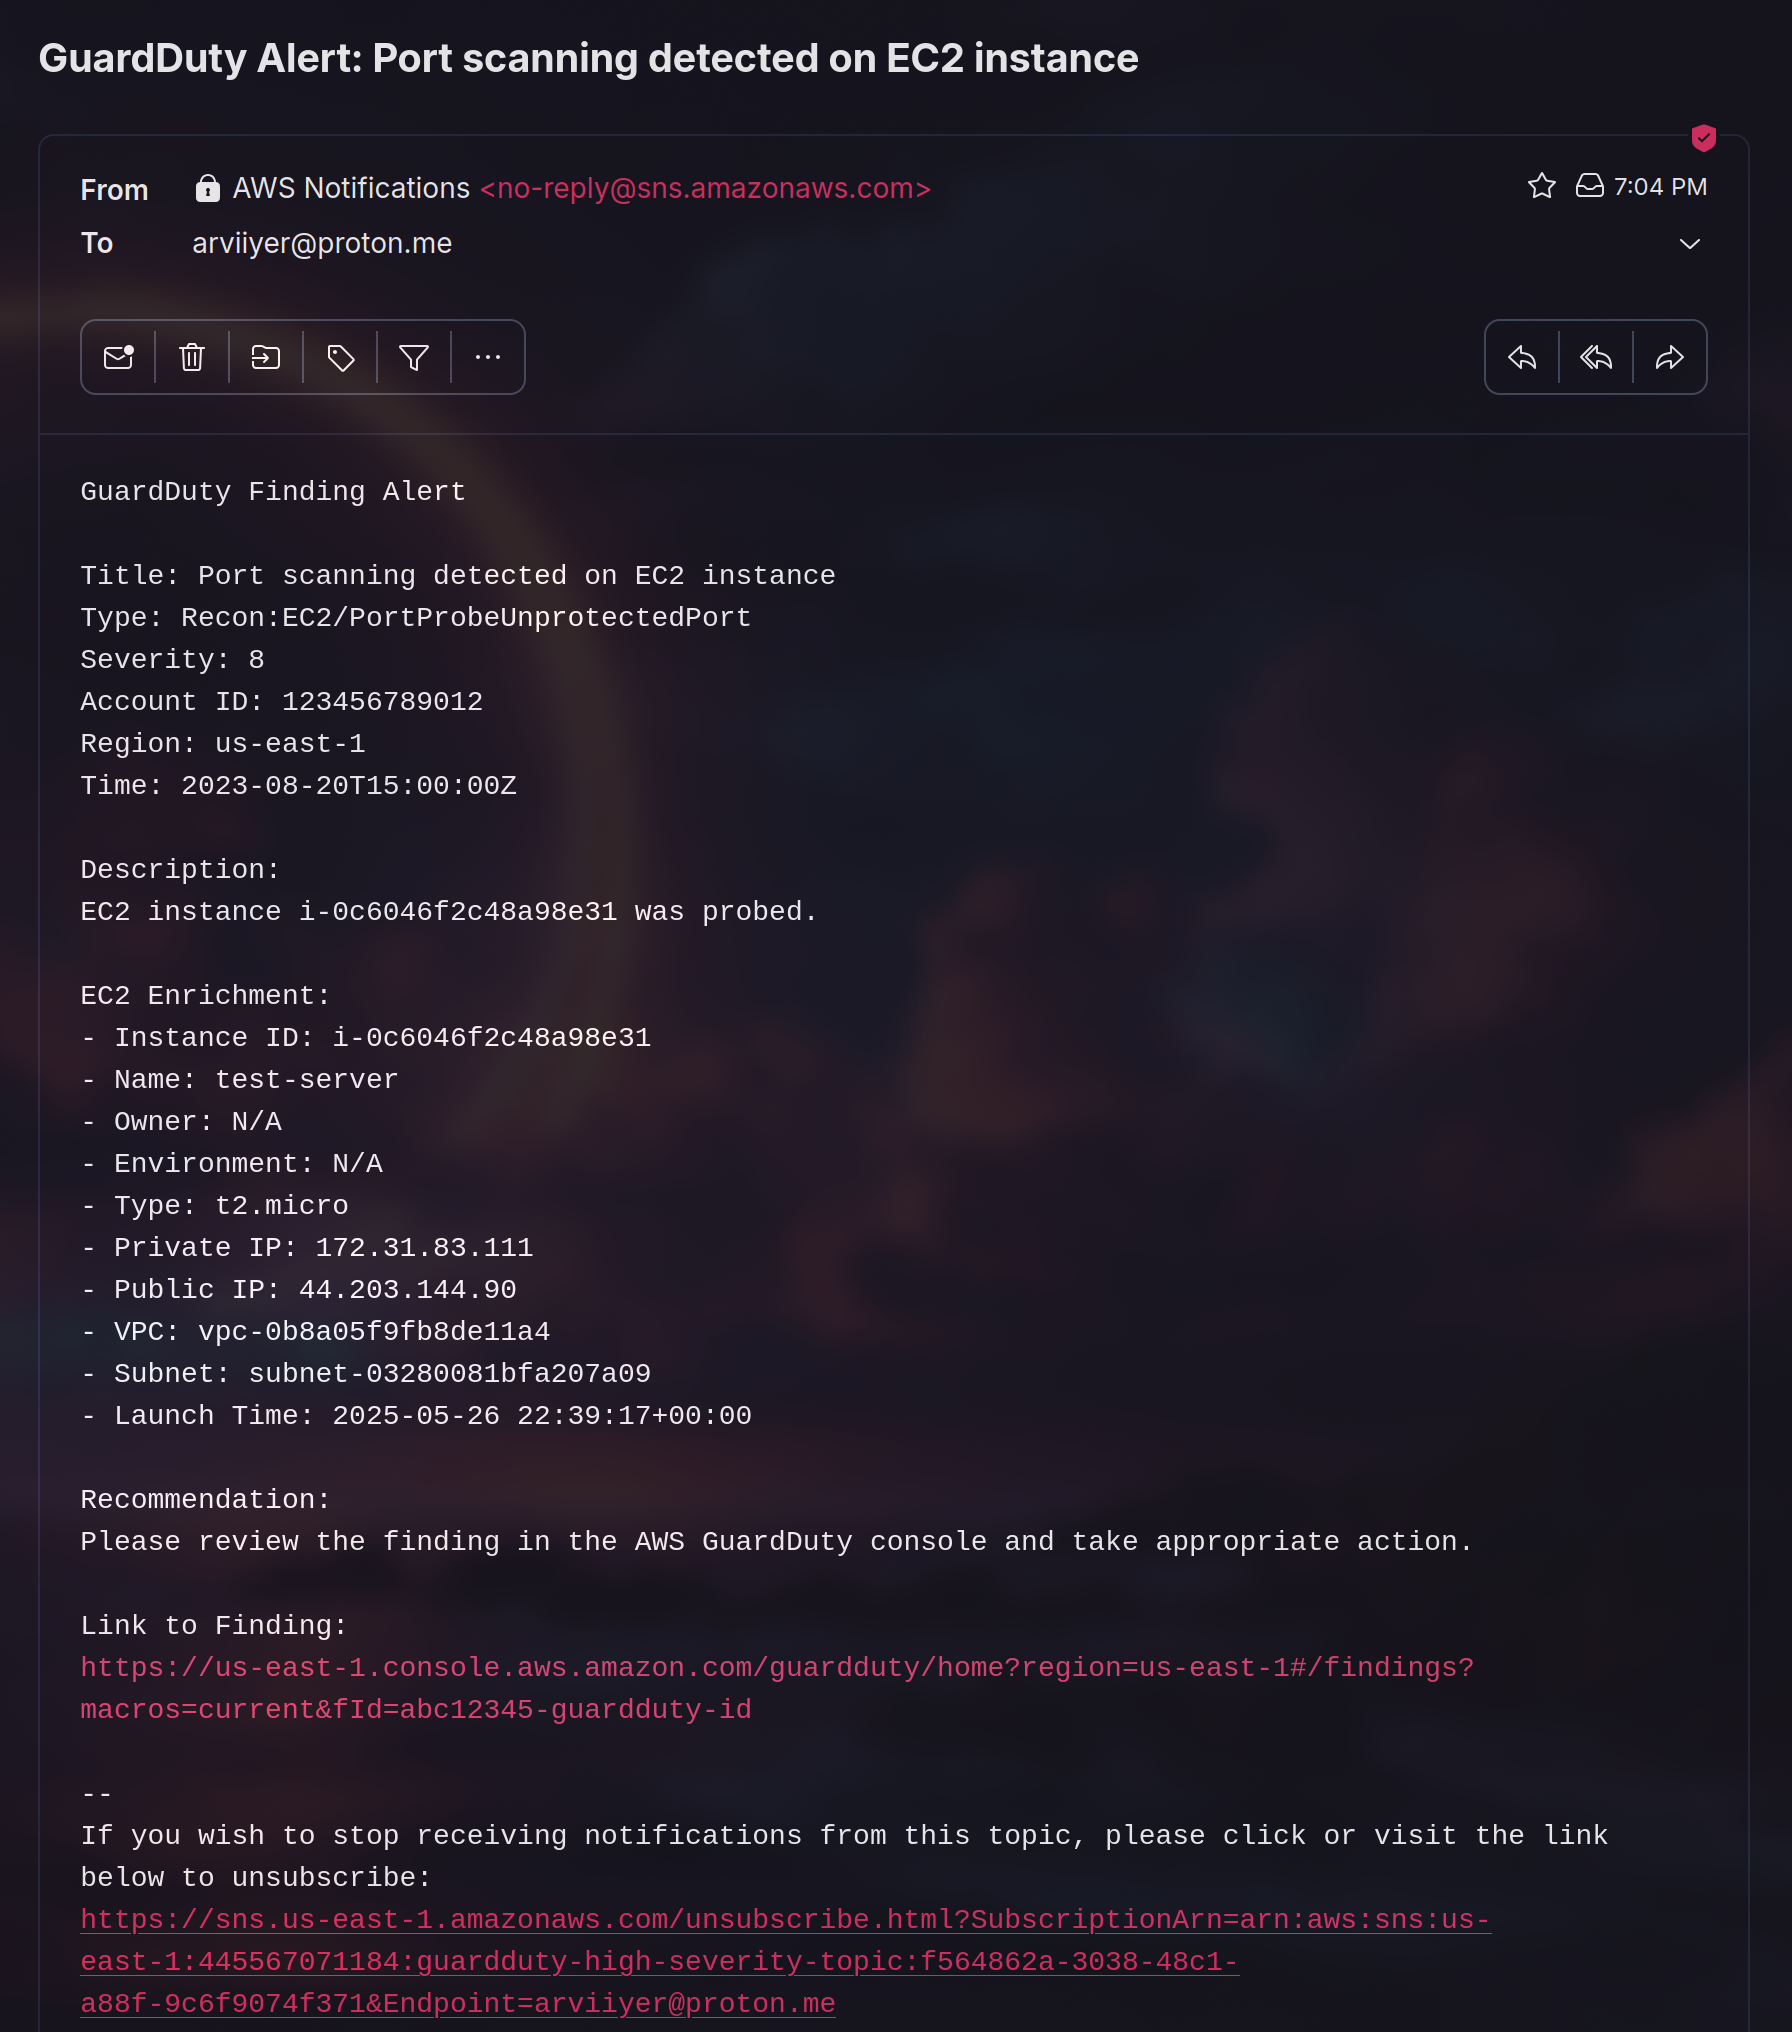 GuardDuty Alert: Port scanning detected on EC2 instance
From AWS Notifications <no-reply@sns.amazonaws.com> 7:04 PM
To arviiyer@proton.me
GuardDuty Finding Alert
Title: Port scanning detected on EC2 instance
Type: Recon:EC2/PortProbeUnprotectedPort
Severity: 8
Account ID: 123456789012
Region: us-east-1
Time: 2023-08-20T15:00:00Z
Description:
EC2 instance i-0c6046f2c48a98e31 was probed.
EC2 Enrichment:
- Instance ID: i-0c6046f2c48a98e31
- Name: test-server
- Owner: N/A
- Environment: N/A
- Type: t2.micro
- Private IP: 172.31.83.111
- Public IP: 44.203.144.90
- VPC: vpc-0b8a05f9fb8de11a4
- Subnet: subnet-03280081bfa207a09
- Launch Time: 2025-05-26 22:39:17+00:00
Recommendation:
Please review the finding in the AWS GuardDuty console and take appropriate action.
Link to Finding:
https://us-east-1.console.aws.amazon.com/guardduty/home?region=us-east-1#/findings?
macros=current&fId=abc12345-guardduty-id
--
If you wish to stop receiving notifications from this topic, please click or visit the link
below to unsubscribe:
https://sns.us-east-1.amazonaws.com/unsubscribe.html?SubscriptionArn=arn:aws:sns:us-
east-1:445567071184:guardduty-high-severity-topic:f564862a-3038-48c1-
a88f-9c6f9074f371&Endpoint=arviiyer@proton.me